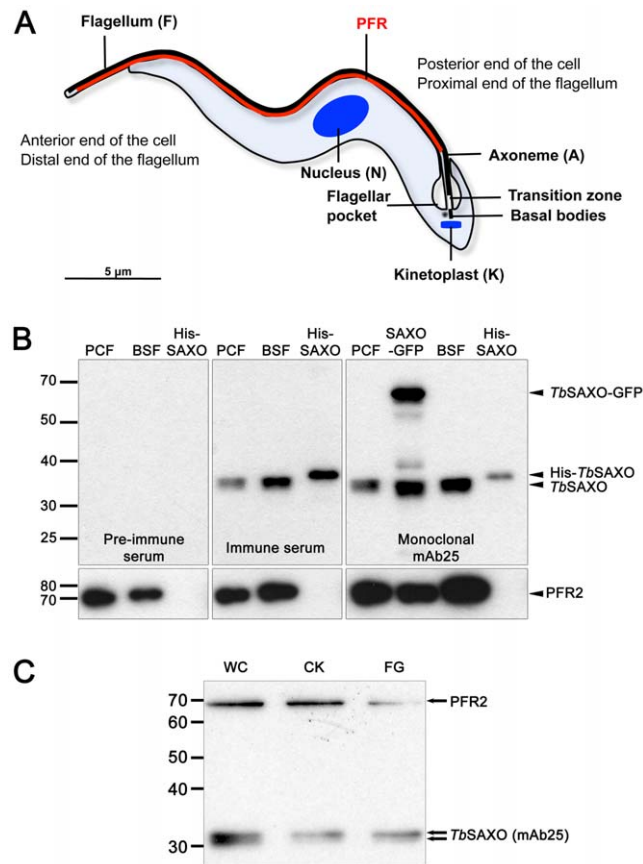 A
Flagellum (F)
PFR
Posterior end of the cell
Proximal end of the flagellum
Anterior end of the cell
Distal end of the flagellum
Nucleus (N)
Axoneme (A)
Flagellar
pocket
Transition zone
Basal bodies
Kinetoplast (K)
5 µm
B
PCF BSF His-
SAXO
PCF BSF His-
SAXO
PCF SAXO
-GFP BSF His-
SAXO
70
50
40
30
25
TbSAXO-GFP
His-TbSAXO
TbSAXO
Pre-immune
serum
Immune serum
Monoclonal
mAb25
80
70
PFR2
C
WC CK FG
70
60
50
40
30
PFR2
TbSAXO (mAb25)